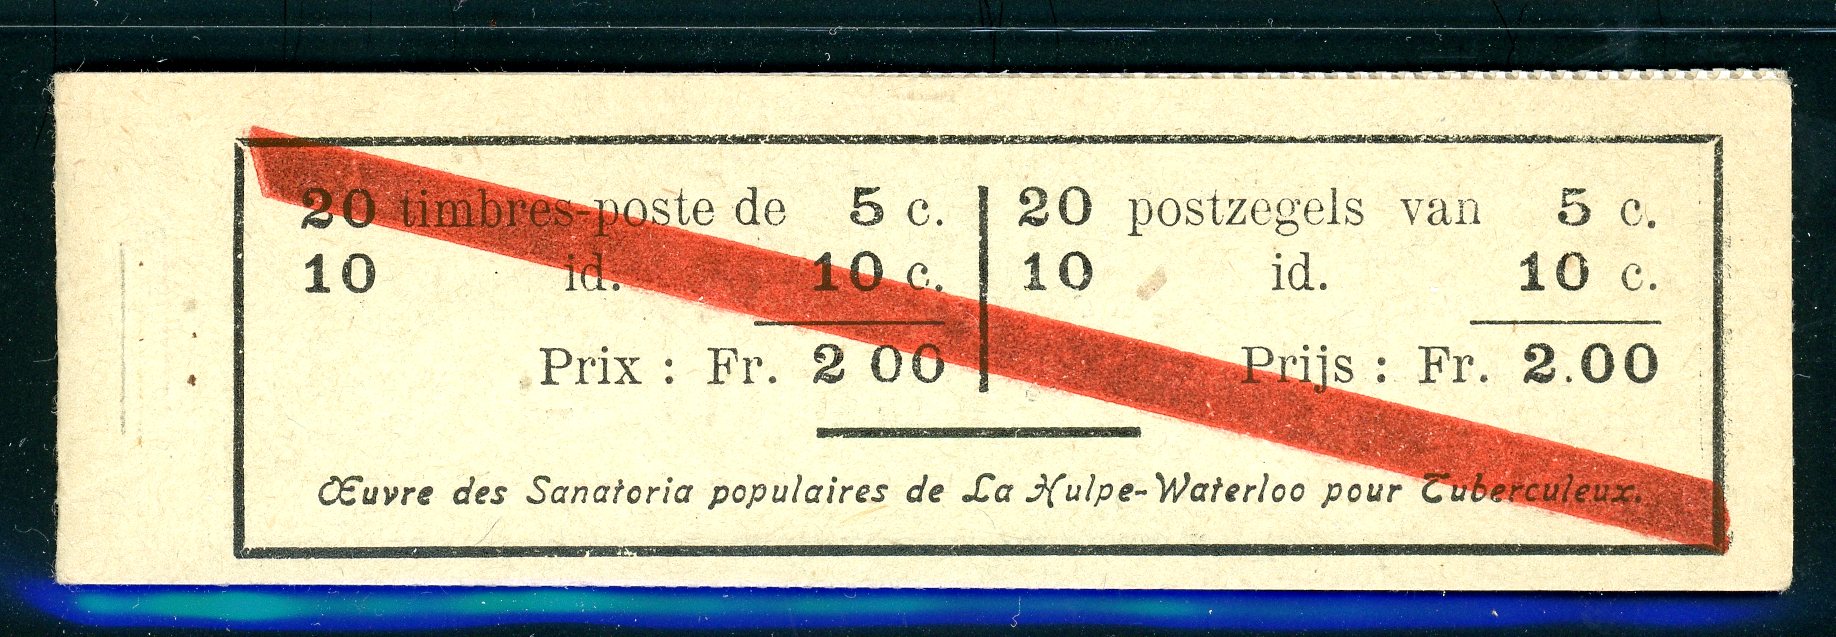 20 timbres-poste de 5 c.
10 id. 10 c.
Prix : Fr. 2 00
20 postzegels van 5 c.
10 id. 10 c.
Prijs : Fr. 2.00
Œuvre des Sanatoria populaires de La Hulpe-Waterloo pour Tuberculeux.